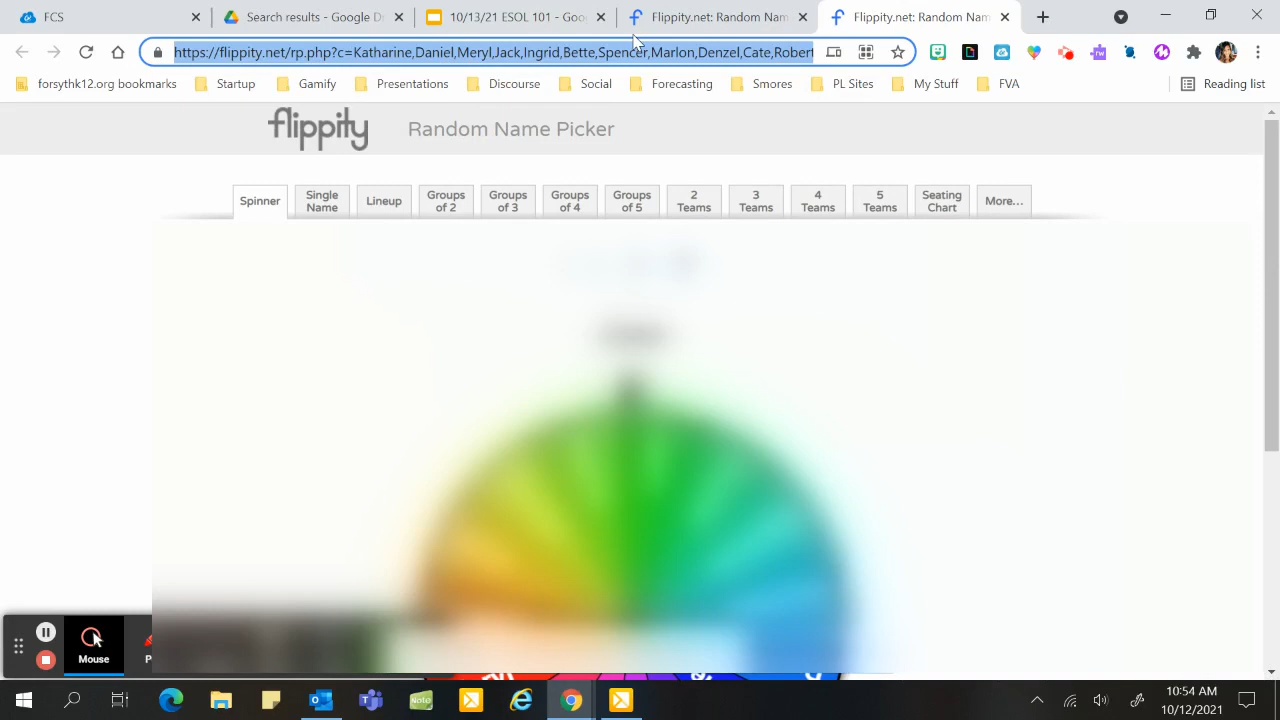 FCS
Search results - Google D
10/13/21 ESOL 101 - Goo
Flippity.net: Random Nam
Flippity.net: Random Nam
https://flippity.net/rp.php?c=Katharine,Daniel,Meryl,Jack,Ingrid,Bette,Spencer,Marlon,Denzel,Cate,Robert
forsythk12.org bookmarks
Startup
Gamify
Presentations
Discourse
Social
Forecasting
Smores
PL Sites
My Stuff
FVA
Reading list
flippity
Random Name Picker
Spinner
Single
Name
Lineup
Groups
of 2
Groups
of 3
Groups
of 4
Groups
of 5
2
Teams
3
Teams
4
Teams
5
Teams
Seating
Chart
More...
Mouse
10:54 AM
10/12/2021